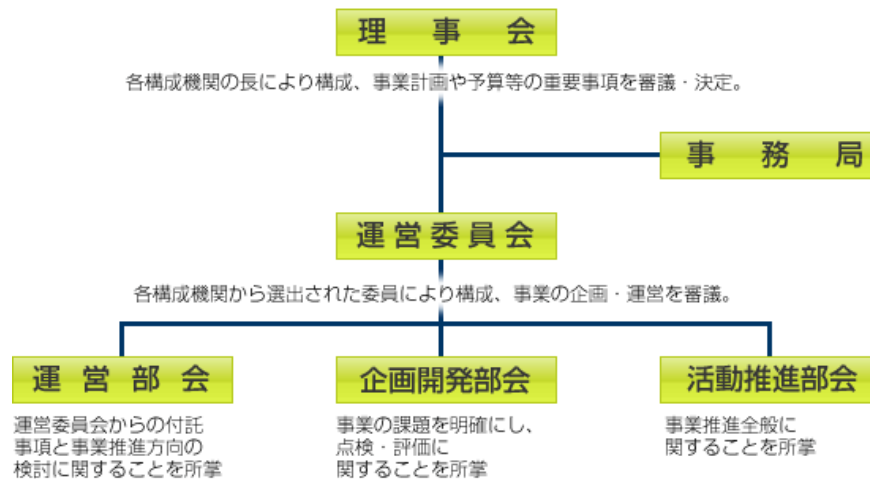 理事会
各構成機関の長により構成、事業計画や予算等の重要事項を審議・決定。
事務局
運営委員会
各構成機関から選出された委員により構成、事業の企画・運営を審議。
運営部会
運営委員会からの付託
事項と事業推進方向の
検討に関することを所掌
企画開発部会
事業の課題を明確にし、
点検・評価に
関することを所掌
活動推進部会
事業推進全般に
関することを所掌